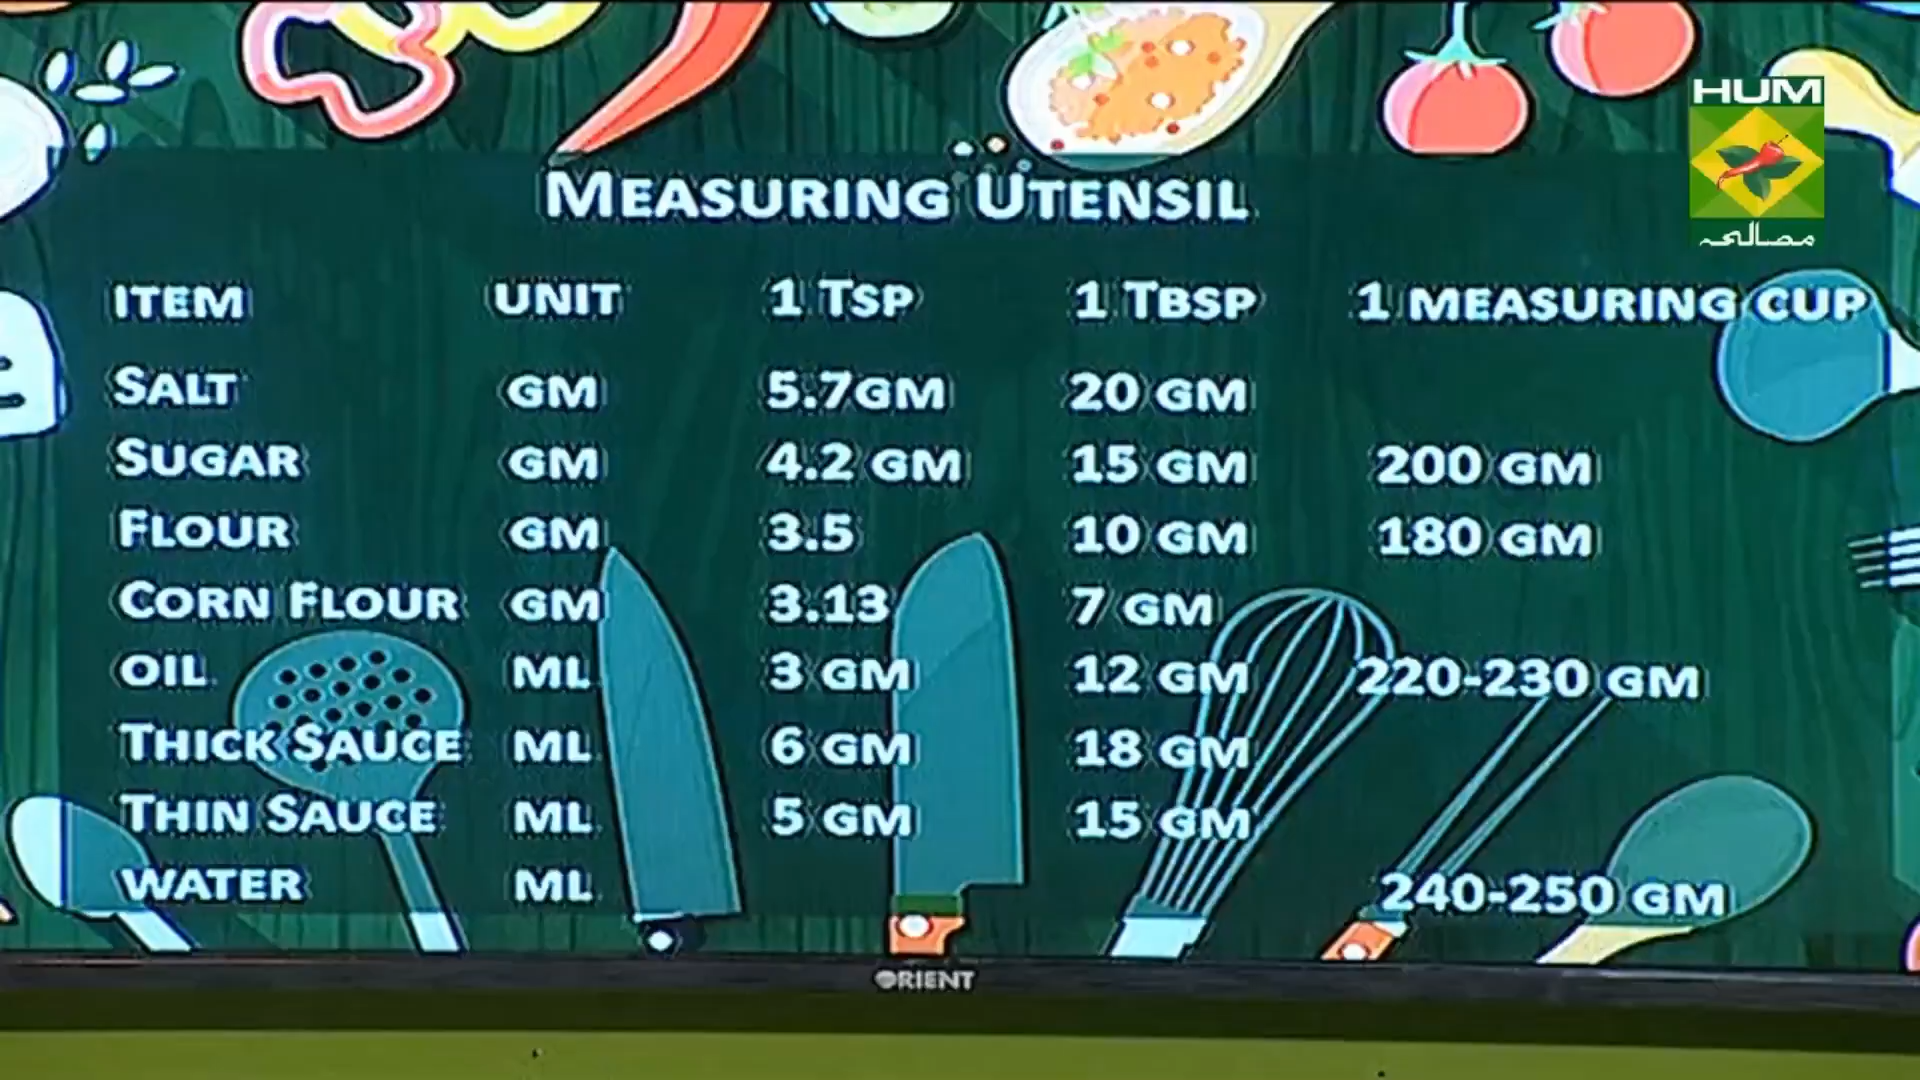 HUM
مصالحہ
MEASURING UTENSIL
ITEM UNIT 1 TSP 1 TBSP 1 MEASURING CUP
SALT GM 5.7GM 20 GM
SUGAR GM 4.2 GM 15 GM 200 GM
FLOUR GM 3.5 10 GM 180 GM
CORN FLOUR GM 3.13 7 GM
OIL ML 3 GM 12 GM 220-230 GM
THICK SAUCE ML 6 GM 18 GM
THIN SAUCE ML 5 GM 15 GM
WATER ML 240-250 GM
ORIENT